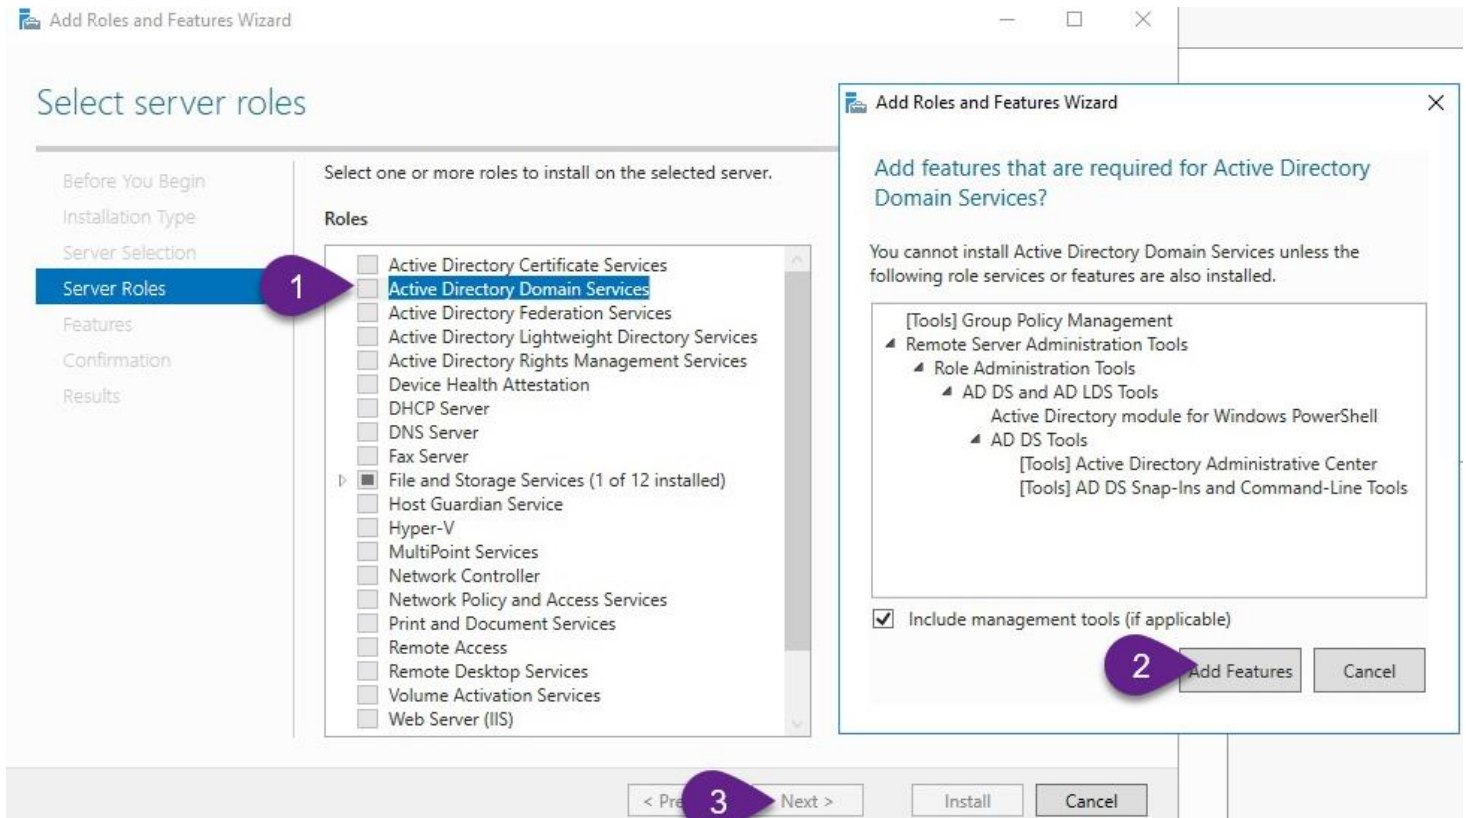 Add Roles and Features Wizard
Select server roles
Before You Begin
Installation Type
Server Selection
Server Roles
Features
Confirmation
Results
1
Select one or more roles to install on the selected server.
Roles
Active Directory Certificate Services
Active Directory Domain Services
Active Directory Federation Services
Active Directory Lightweight Directory Services
Active Directory Rights Management Services
Device Health Attestation
DHCP Server
DNS Server
Fax Server
File and Storage Services (1 of 12 installed)
Host Guardian Service
Hyper-V
MultiPoint Services
Network Controller
Network Policy and Access Services
Print and Document Services
Remote Access
Remote Desktop Services
Volume Activation Services
Web Server (IIS)
Add Roles and Features Wizard
Add features that are required for Active Directory
Domain Services?
You cannot install Active Directory Domain Services unless the
following role services or features are also installed.
[Tools] Group Policy Management
Remote Server Administration Tools
Role Administration Tools
AD DS and AD LDS Tools
Active Directory module for Windows PowerShell
AD DS Tools
[Tools] Active Directory Administrative Center
[Tools] AD DS Snap-Ins and Command-Line Tools
Include management tools (if applicable)
2 Add Features Cancel
< Pre 3 Next > Install Cancel